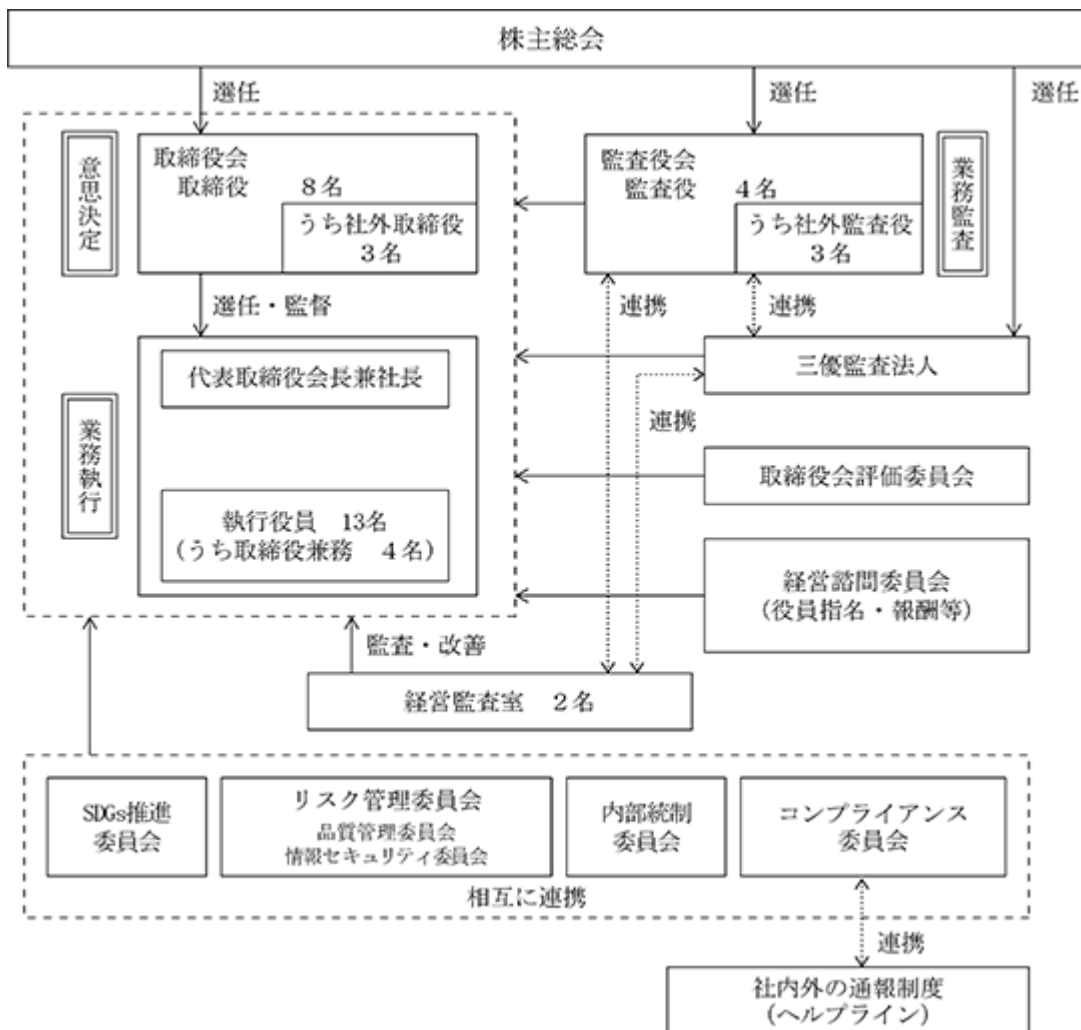 株主総会
選任
選任
選任
意思決定
取締役会
取締役 8名
うち社外取締役
3名
監査役会
監査役 4名
うち社外監査役
3名
業務監査
選任・監督
連携
連携
業務執行
代表取締役会長兼社長
三優監査法人
連携
取締役会評価委員会
執行役員 13名
(うち取締役兼務 4名)
経営諮問委員会
(役員指名・報酬等)
監査・改善
経営監査室 2名
SDGs推進
委員会
リスク管理委員会
品質管理委員会
情報セキュリティ委員会
内部統制
委員会
コンプライアンス
委員会
相互に連携
連携
社内外の通報制度
(ヘルプライン)